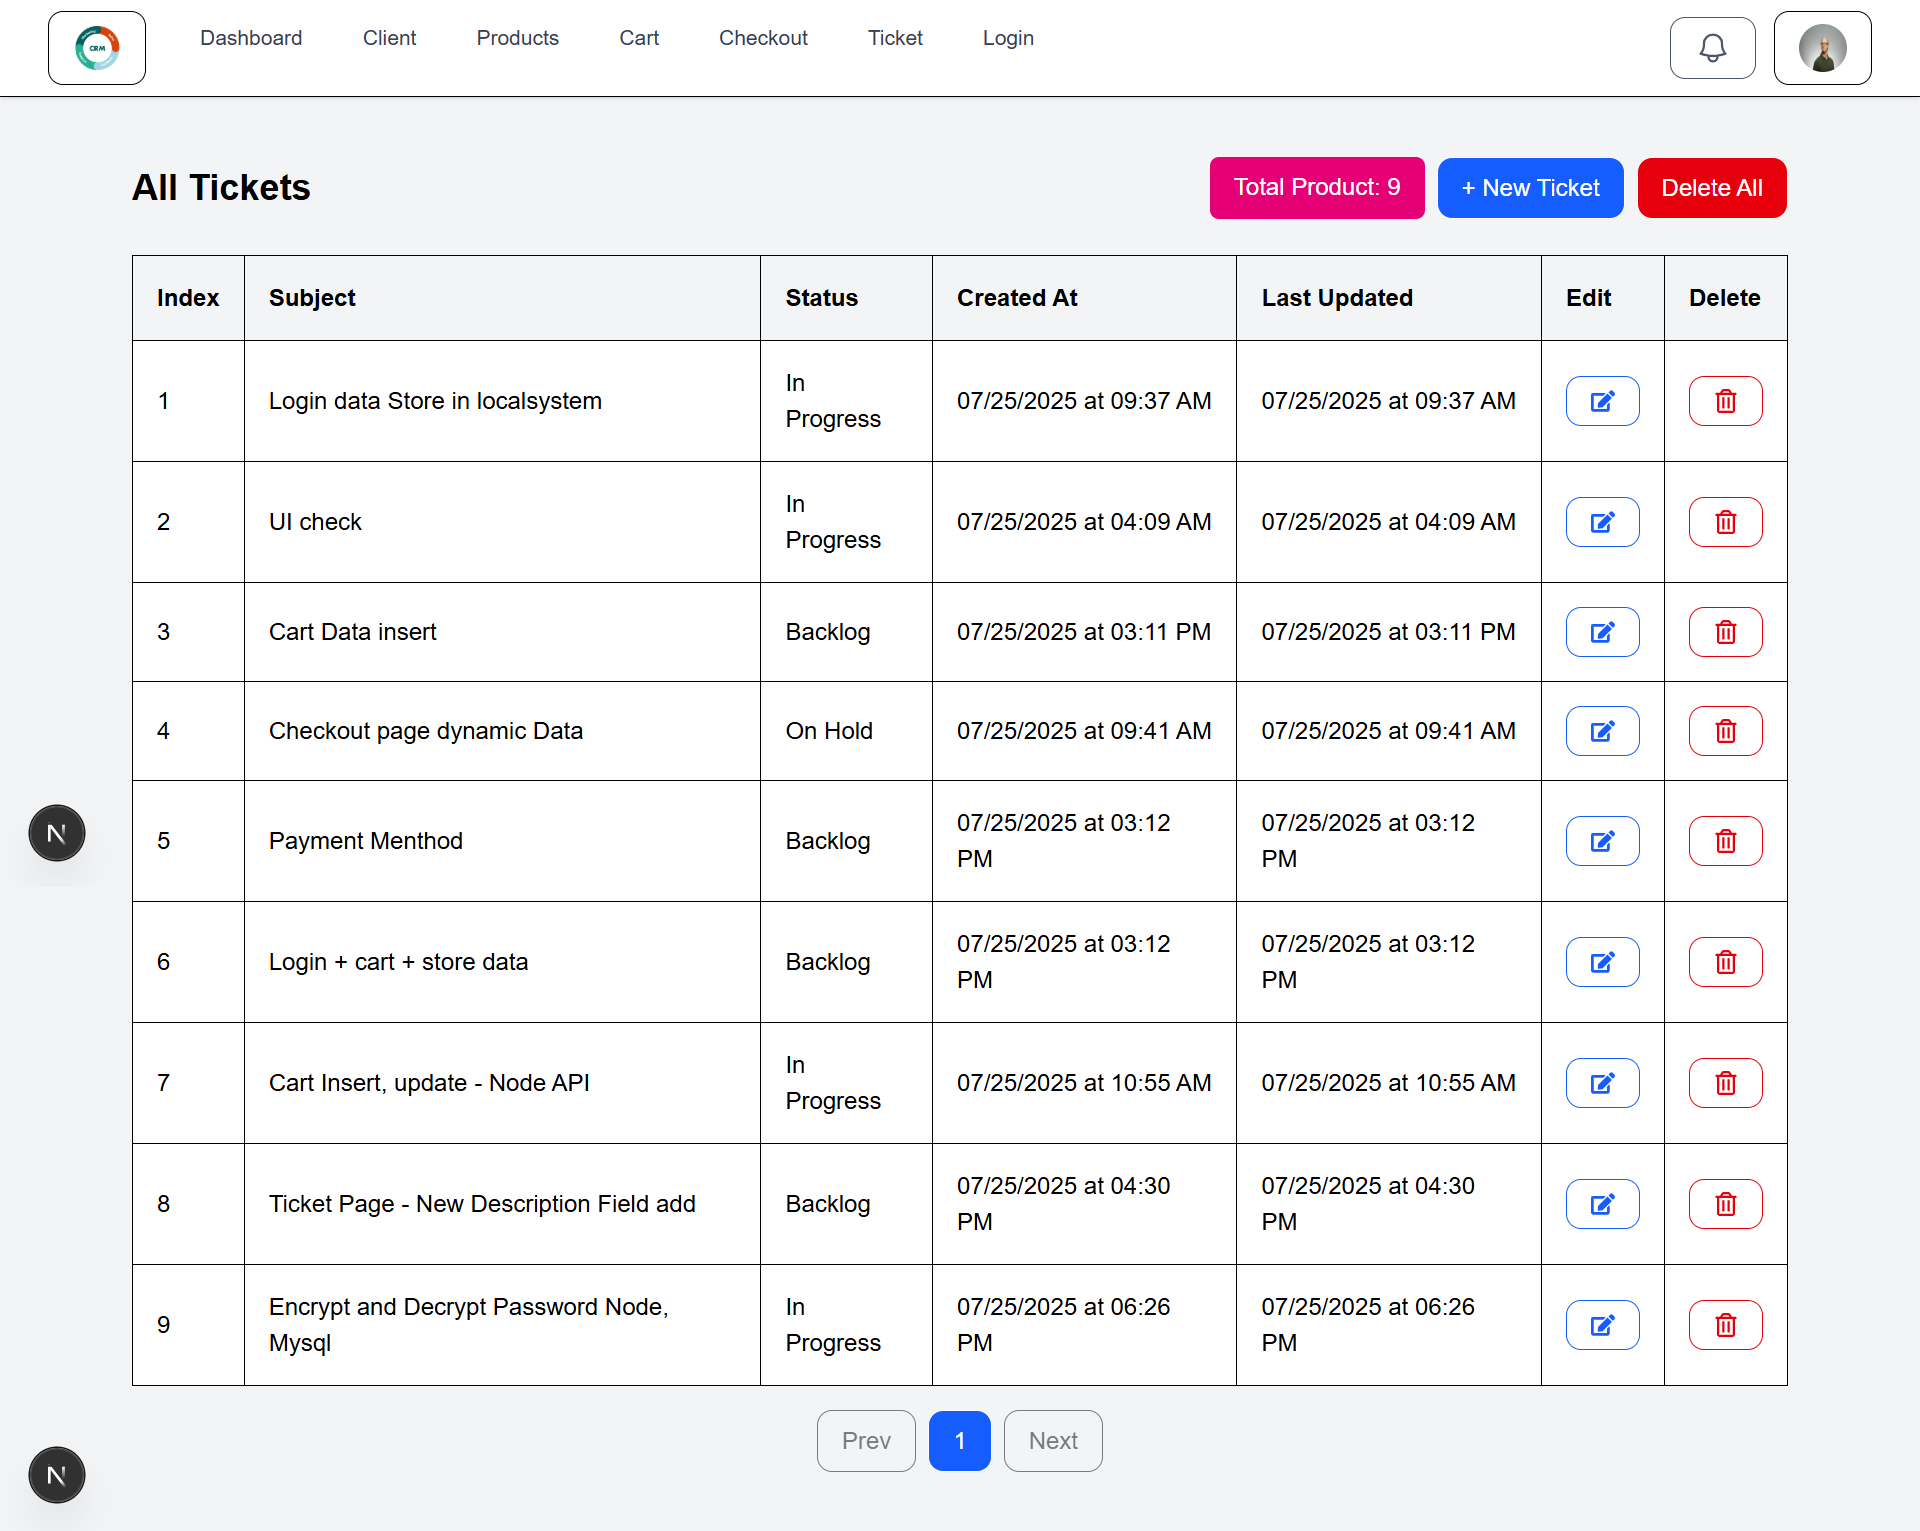 CRM
Dashboard Client Products Cart Checkout Ticket Login
All Tickets
Total Product: 9
+ New Ticket
Delete All
Index Subject Status Created At Last Updated Edit Delete
1 Login data Store in localsystem In Progress 07/25/2025 at 09:37 AM 07/25/2025 at 09:37 AM
2 UI check In Progress 07/25/2025 at 04:09 AM 07/25/2025 at 04:09 AM
3 Cart Data insert Backlog 07/25/2025 at 03:11 PM 07/25/2025 at 03:11 PM
4 Checkout page dynamic Data On Hold 07/25/2025 at 09:41 AM 07/25/2025 at 09:41 AM
5 Payment Menthod Backlog 07/25/2025 at 03:12 PM 07/25/2025 at 03:12 PM
6 Login + cart + store data Backlog 07/25/2025 at 03:12 PM 07/25/2025 at 03:12 PM
7 Cart Insert, update - Node API In Progress 07/25/2025 at 10:55 AM 07/25/2025 at 10:55 AM
8 Ticket Page - New Description Field add Backlog 07/25/2025 at 04:30 PM 07/25/2025 at 04:30 PM
9 Encrypt and Decrypt Password Node, Mysql In Progress 07/25/2025 at 06:26 PM 07/25/2025 at 06:26 PM
Prev 1 Next
N
N